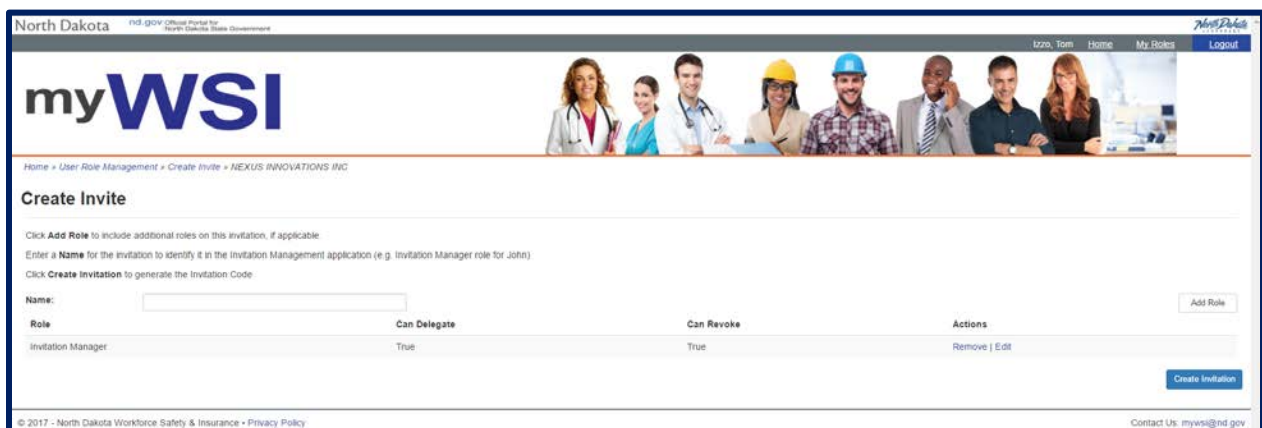 North Dakota nd.gov Official Portal for
North Dakota State Government
North Dakota
Izzo, Tom Home My Roles Logout
myWSI
Home » User Role Management » Create Invite » NEXUS INNOVATIONS INC
Create Invite
Click Add Role to include additional roles on this invitation, if applicable
Enter a Name for the invitation to identify it in the Invitation Management application (e.g. Invitation Manager role for John)
Click Create Invitation to generate the Invitation Code
Name: Add Role
Role Can Delegate Can Revoke Actions
Invitation Manager True True Remove | Edit
Create Invitation
© 2017 - North Dakota Workforce Safety & Insurance • Privacy Policy Contact Us: mywsi@nd.gov